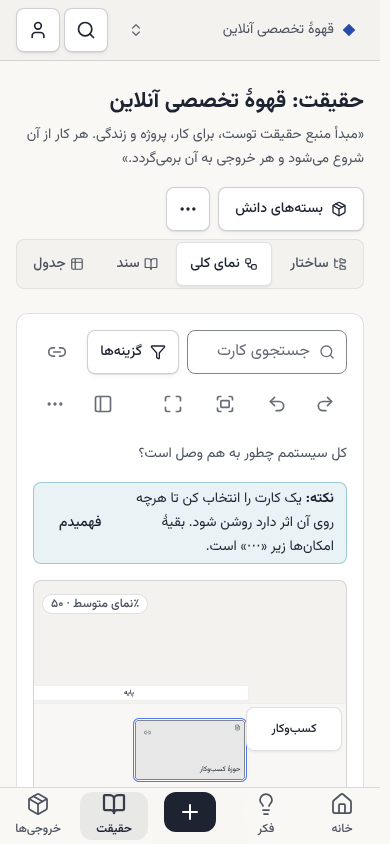 قهوهٔ تخصصی آنلاین
حقیقت: قهوهٔ تخصصی آنلاین
«مبدأ منبع حقیقت توست، برای کار، پروژه و زندگی. هر کار از آن
شروع می‌شود و هر خروجی به آن برمی‌گردد.»
بسته‌های دانش
ساختار
نمای کلی
سند
جدول
جستجوی کارت
گزینه‌ها
کل سیستمم چطور به هم وصل است؟
نکته: یک کارت را انتخاب کن تا هرچه
روی آن اثر دارد روشن شود. بقیهٔ
امکان‌ها زیر «···» است.
فهمیدم
نمای متوسط · ۵۰٪
پایه
کسب‌وکار
حوزهٔ کسب‌وکار
خانه
فکر
حقیقت
خروجی‌ها